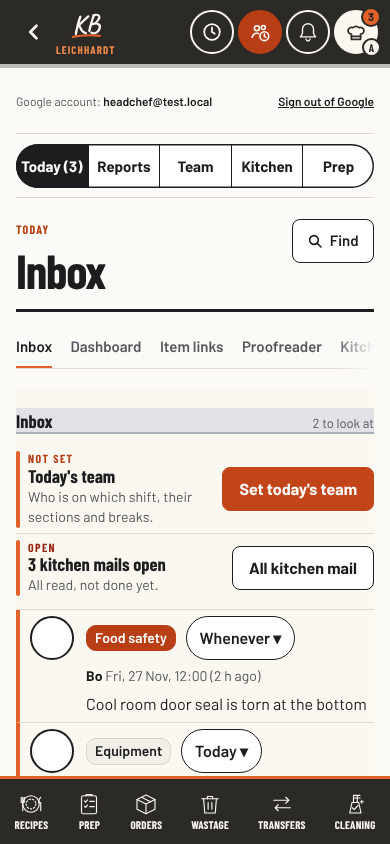 KB
LEICHHARDT
3
A
Google account: headchef@test.local
Sign out of Google
Today (3)
Reports
Team
Kitchen
Prep
TODAY
Inbox
Find
Inbox
Dashboard
Item links
Proofreader
Kitch
Inbox
2 to look at
NOT SET
Today's team
Who is on which shift, their
sections and breaks.
Set today's team
OPEN
3 kitchen mails open
All read, not done yet.
All kitchen mail
Food safety
Whenever ▾
Bo Fri, 27 Nov, 12:00 (2 h ago)
Cool room door seal is torn at the bottom
Equipment
Today ▾
RECIPES
PREP
ORDERS
WASTAGE
TRANSFERS
CLEANING